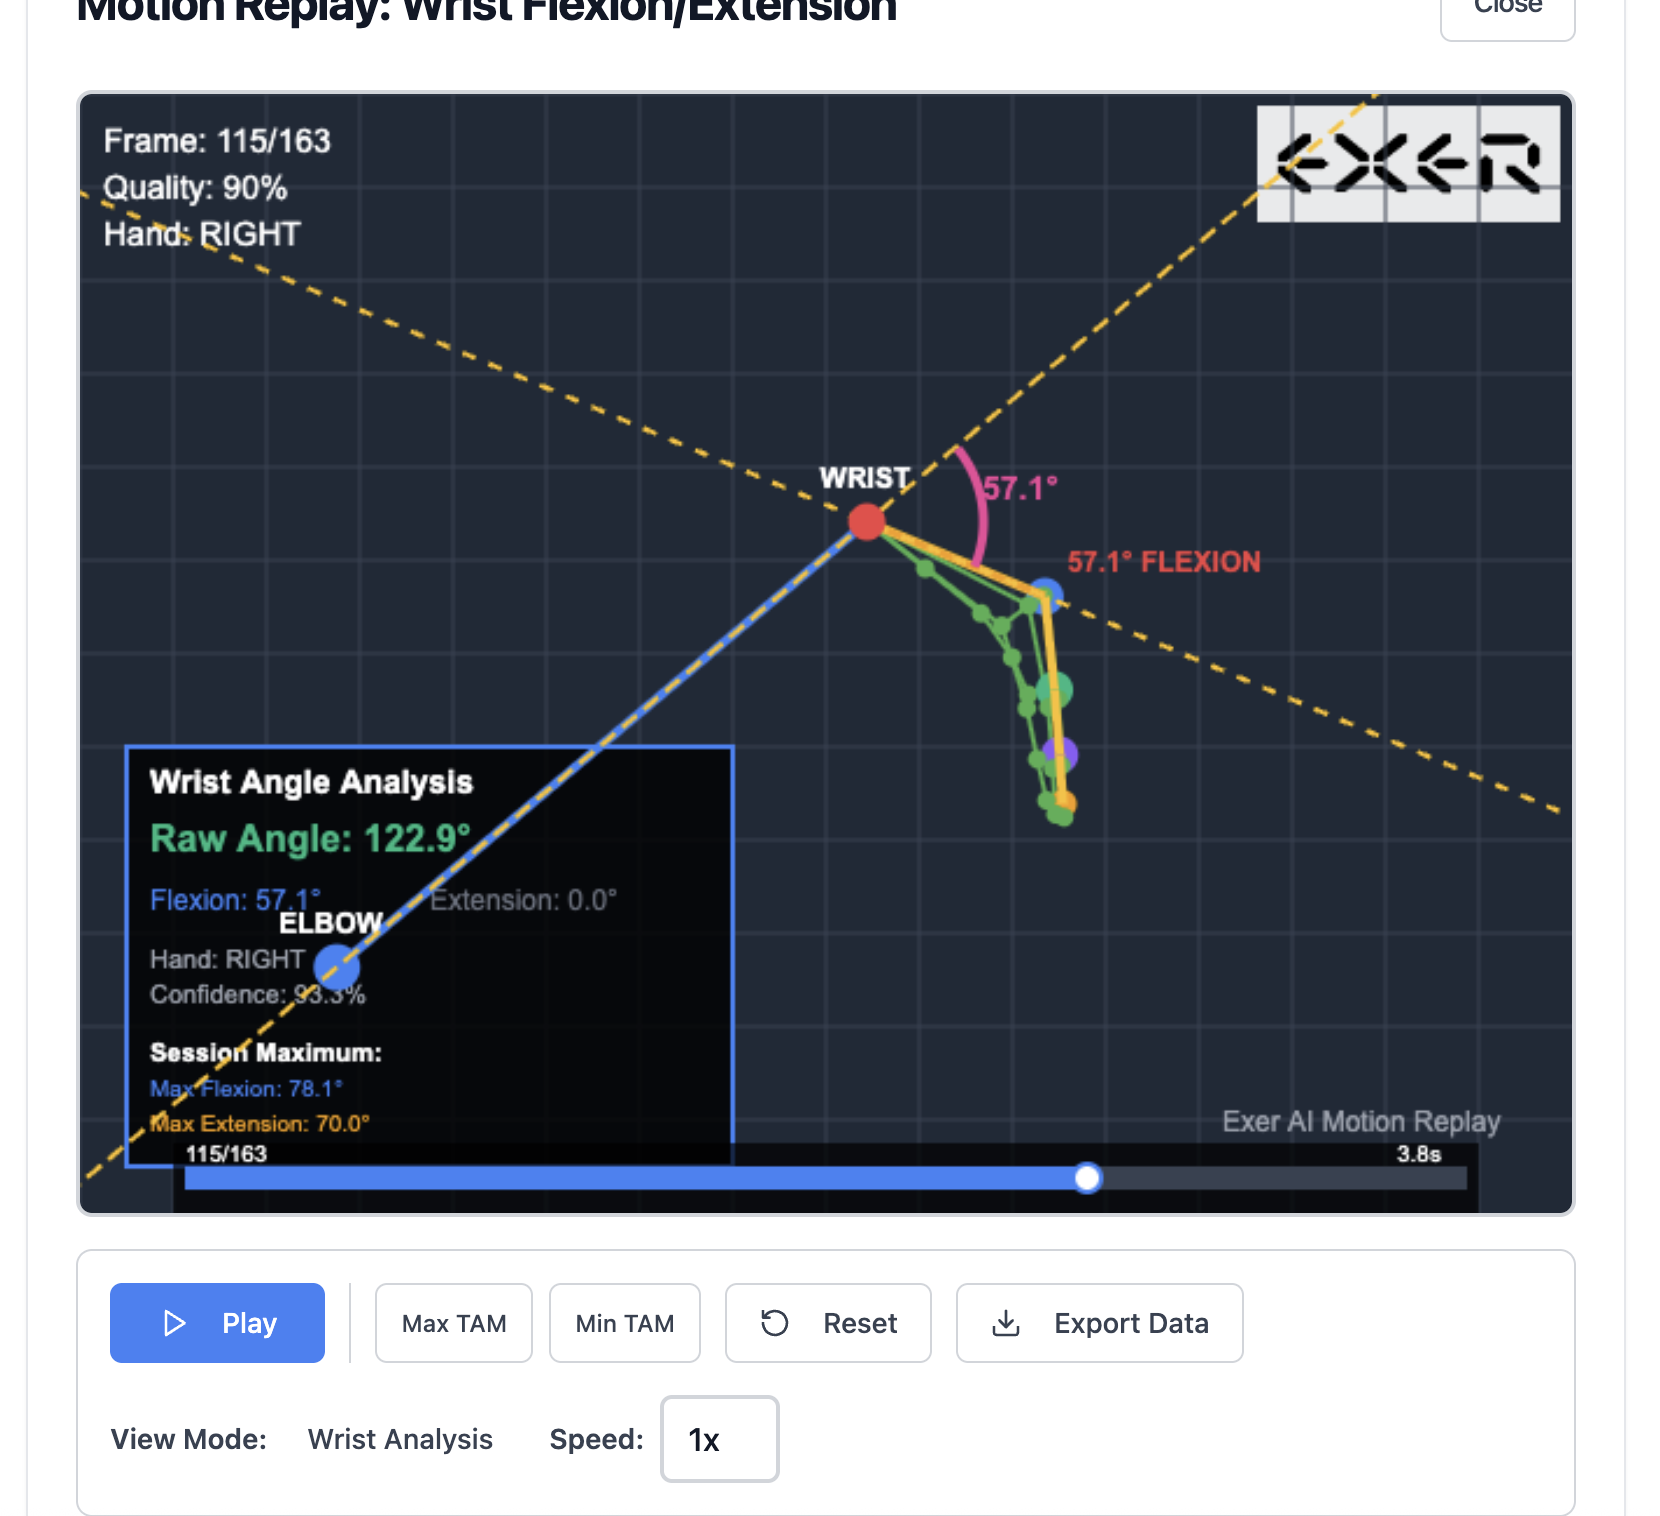 Motion Replay: Wrist Flexion/Extension
Close
Frame: 115/163
Quality: 90%
Hand: RIGHT
EXER
WRIST
57.1°
57.1° FLEXION
Wrist Angle Analysis
Raw Angle: 122.9°
Flexion: 57.1°
Extension: 0.0°
ELBOW
Hand: RIGHT
Confidence: 93.3%
Session Maximum:
Max Flexion: 78.1°
Max Extension: 70.0°
Exer AI Motion Replay
115/163
3.8s
Play
Max TAM
Min TAM
Reset
Export Data
View Mode: Wrist Analysis Speed: 1x